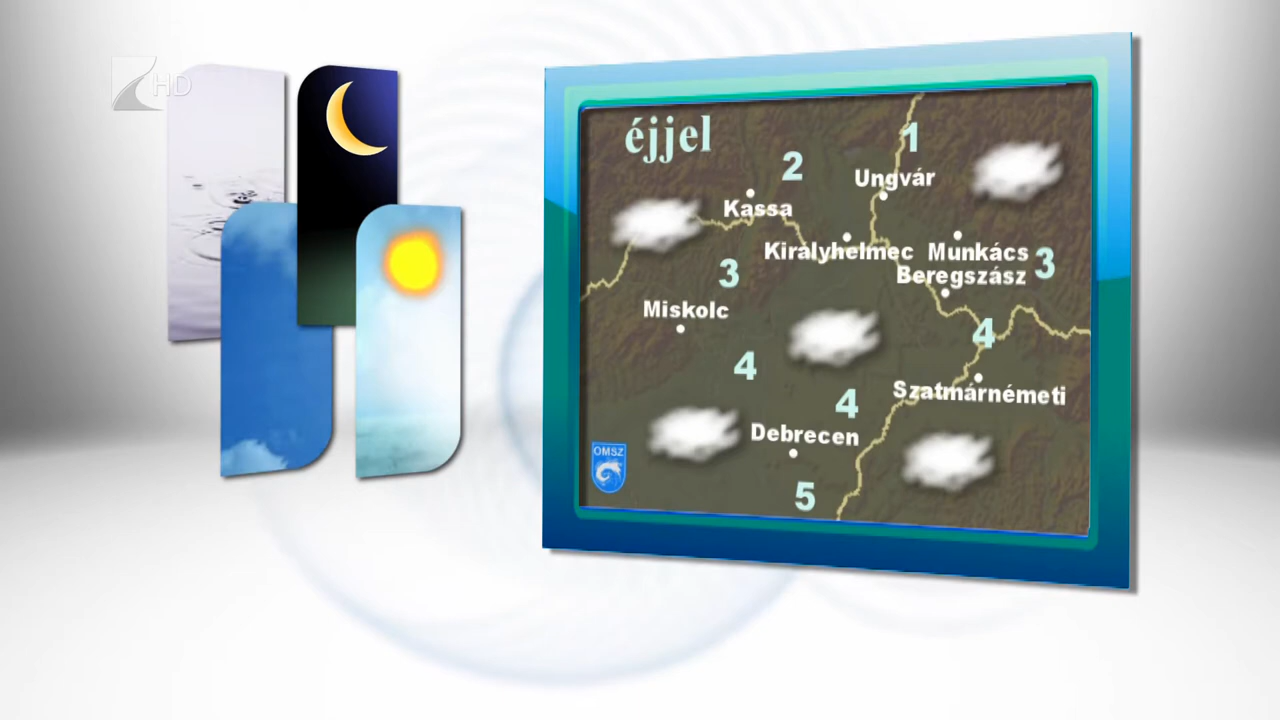 HD
éjjel
1
2
Ungvár
Kassa
Királyhelmec
Munkács
3
3
Beregszász
Miskolc
4
4
Szatmárnémeti
4
Debrecen
OMSZ
5